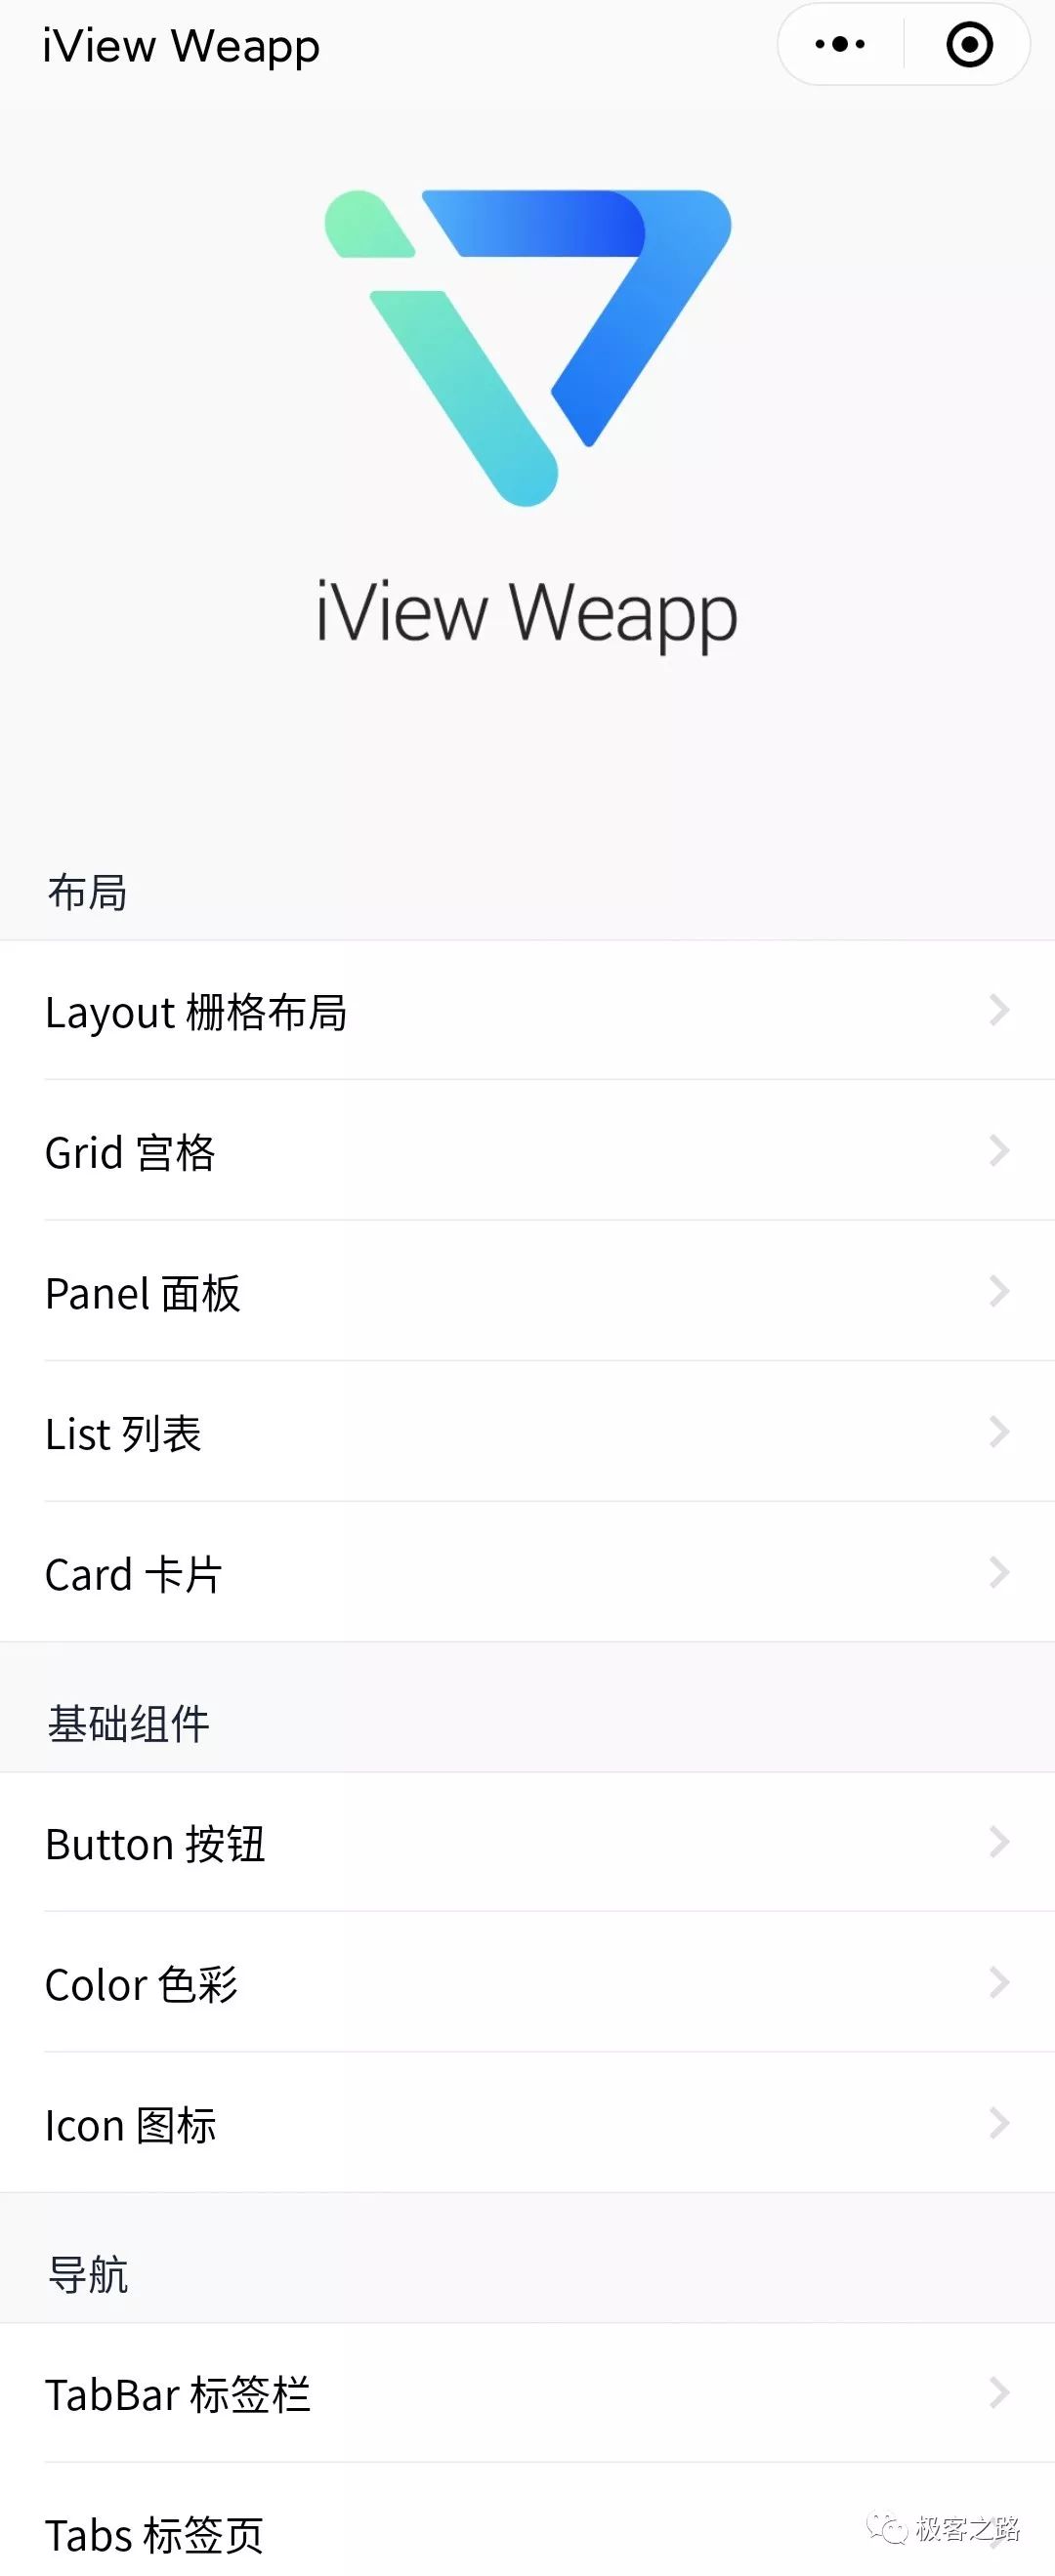 iView Weapp
iView Weapp
布局
Layout 栅格布局
Grid 宫格
Panel 面板
List 列表
Card 卡片
基础组件
Button 按钮
Color 色彩
Icon 图标
导航
TabBar 标签栏
Tabs 标签页
极客之路